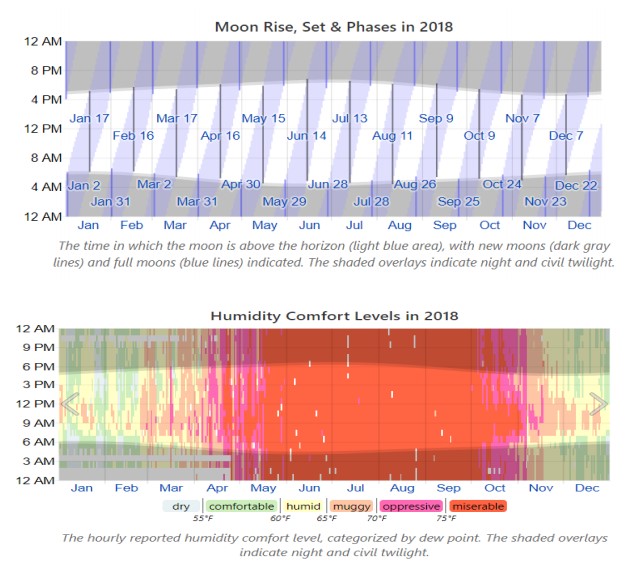 Moon Rise, Set & Phases in 2018
12 AM
8 PM
4 PM
12 PM
8 AM
4 AM
12 AM
Jan 17 Mar 17 May 15 Jul 13 Sep 9 Nov 7
Feb 16 Apr 16 Jun 14 Aug 11 Oct 9 Dec 7
Jan 2 Mar 2 Apr 30 Jun 28 Aug 26 Oct 24 Dec 22
Jan 31 Mar 31 May 29 Jul 28 Sep 25 Nov 23
Jan Feb Mar Apr May Jun Jul Aug Sep Oct Nov Dec
The time in which the moon is above the horizon (light blue area), with new moons (dark gray
lines) and full moons (blue lines) indicated. The shaded overlays indicate night and civil twilight.
Humidity Comfort Levels in 2018
12 AM
9 PM
6 PM
3 PM
12 PM
9 AM
6 AM
3 AM
12 AM
Jan Feb Mar Apr May Jun Jul Aug Sep Oct Nov Dec
dry comfortable humid muggy oppressive miserable
55°F 60°F 65°F 70°F 75°F
The hourly reported humidity comfort level, categorized by dew point. The shaded overlays
indicate night and civil twilight.